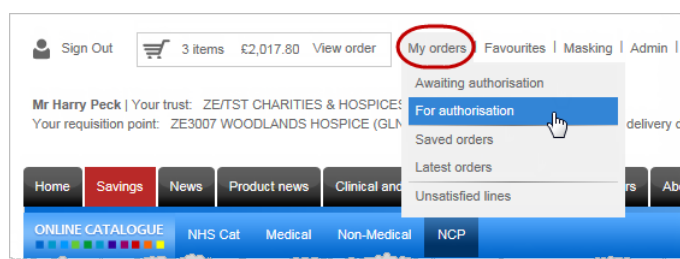 Sign Out 3 items £2,017.80 View order My orders | Favourites | Masking | Admin |
Awaiting authorisation
Mr Harry Peck | Your trust: ZE/TST CHARITIES & HOSPICES
For authorisation
Your requisition point: ZE3007 WOODLANDS HOSPICE (GLN delivery
Saved orders
Latest orders
Home Savings News Product news Clinical and
Unsatisfied lines
ONLINE CATALOGUE NHS Cat Medical Non-Medical NCP